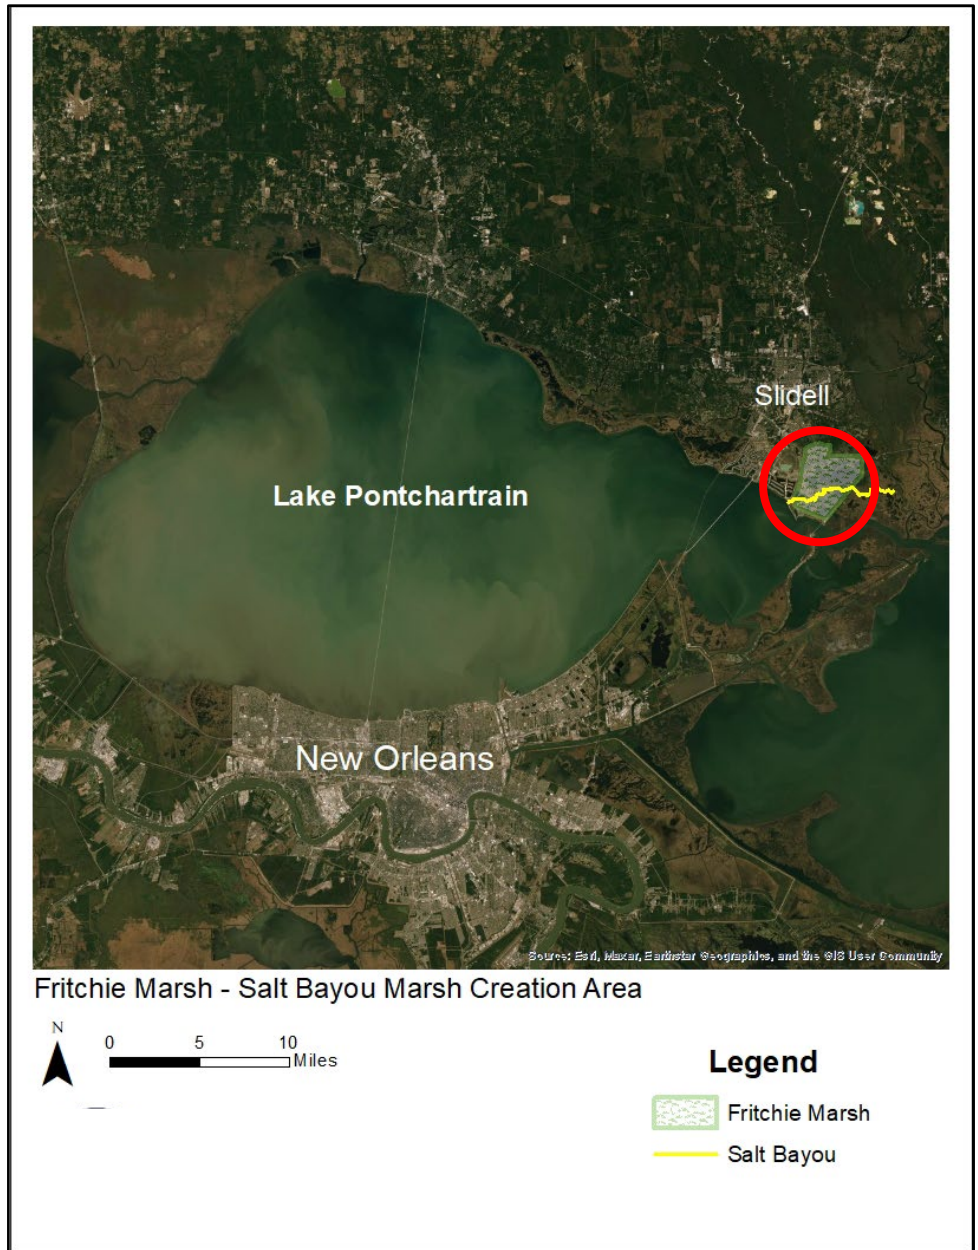 Slidell
Lake Pontchartrain
New Orleans
Source: Esri, Maxar, Earthstar Geographics, and the GIS User Community
Fritchie Marsh - Salt Bayou Marsh Creation Area
N
0 5 10
Miles
Legend
Fritchie Marsh
Salt Bayou